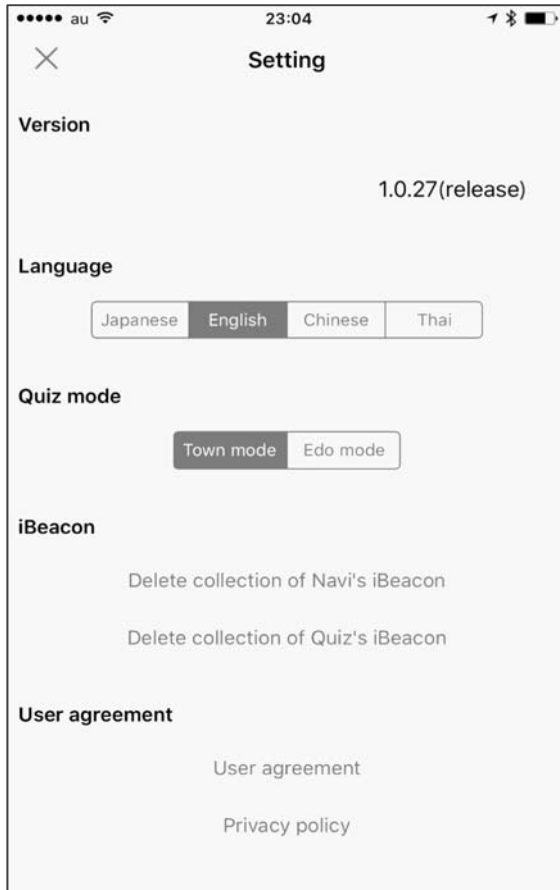 au 23:04
Setting
Version
1.0.27(release)
Language
Japanese English Chinese Thai
Quiz mode
Town mode Edo mode
iBeacon
Delete collection of Navi's iBeacon
Delete collection of Quiz's iBeacon
User agreement
User agreement
Privacy policy